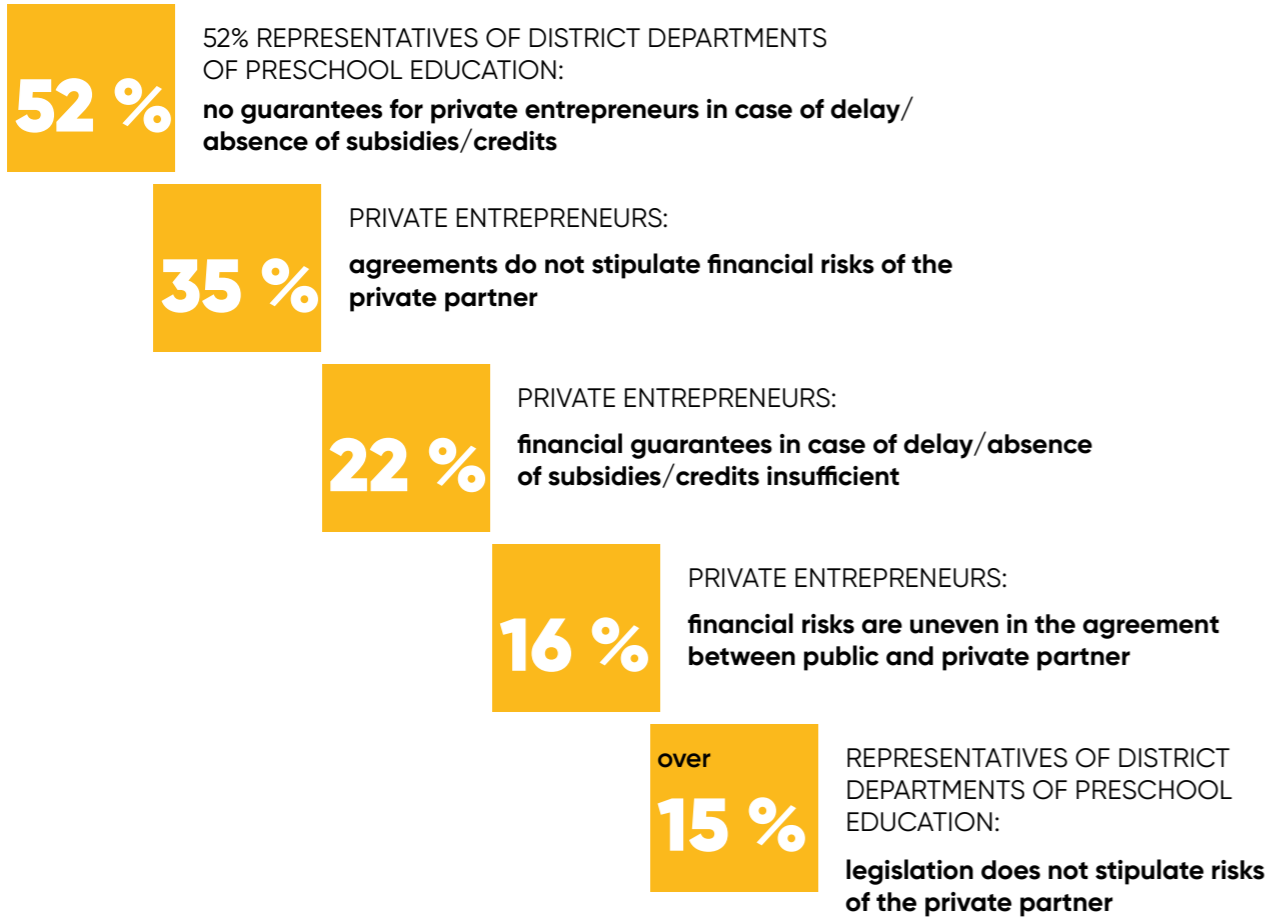 52 %
52% REPRESENTATIVES OF DISTRICT DEPARTMENTS
OF PRESCHOOL EDUCATION:
no guarantees for private entrepreneurs in case of delay/
absence of subsidies/credits
35 %
PRIVATE ENTREPRENEURS:
agreements do not stipulate financial risks of the
private partner
22 %
PRIVATE ENTREPRENEURS:
financial guarantees in case of delay/absence
of subsidies/credits insufficient
16 %
PRIVATE ENTREPRENEURS:
financial risks are uneven in the agreement
between public and private partner
over
15 %
REPRESENTATIVES OF DISTRICT
DEPARTMENTS OF PRESCHOOL
EDUCATION:
legislation does not stipulate risks
of the private partner